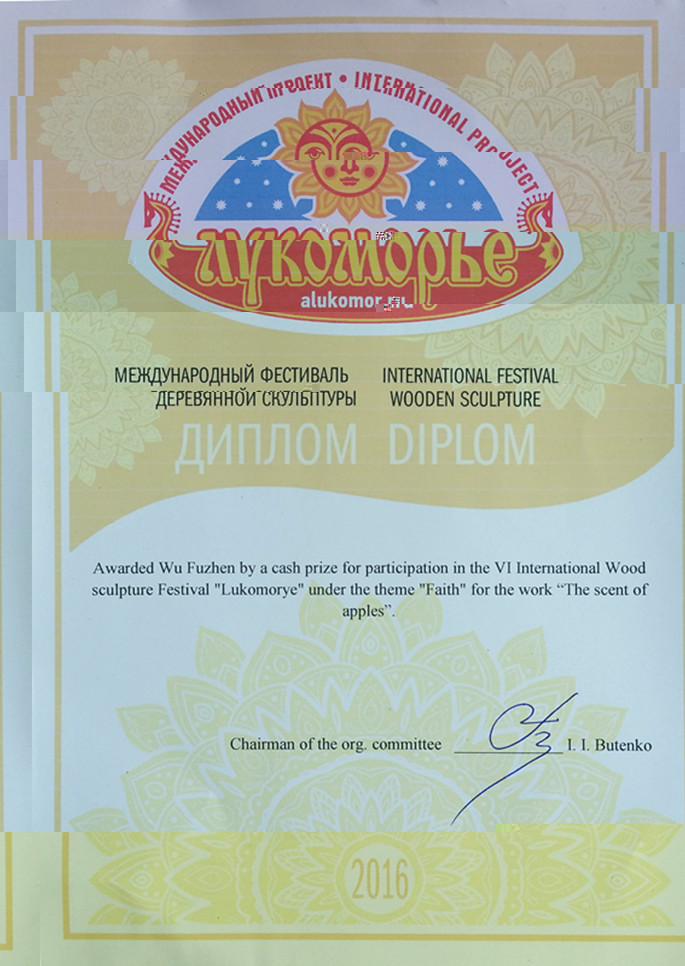 МЕЖДУНАРОДНЫЙ ПРОЕКТ • INTERNATIONAL PROJECT
ЛУКОМОРЬЕ
alukomor.ru
МЕЖДУНАРОДНЫЙ ФЕСТИВАЛЬ INTERNATIONAL FESTIVAL
ДЕРЕВЯННОЙ СКУЛЬПТУРЫ WOODEN SCULPTURE
ДИПЛОМ DIPLOM
Awarded Wu Fuzhen by a cash prize for participation in the VI International Wood
sculpture Festival "Lukomorye" under the theme "Faith" for the work “The scent of
apples”.
Chairman of the org. committee I. I. Butenko
2016